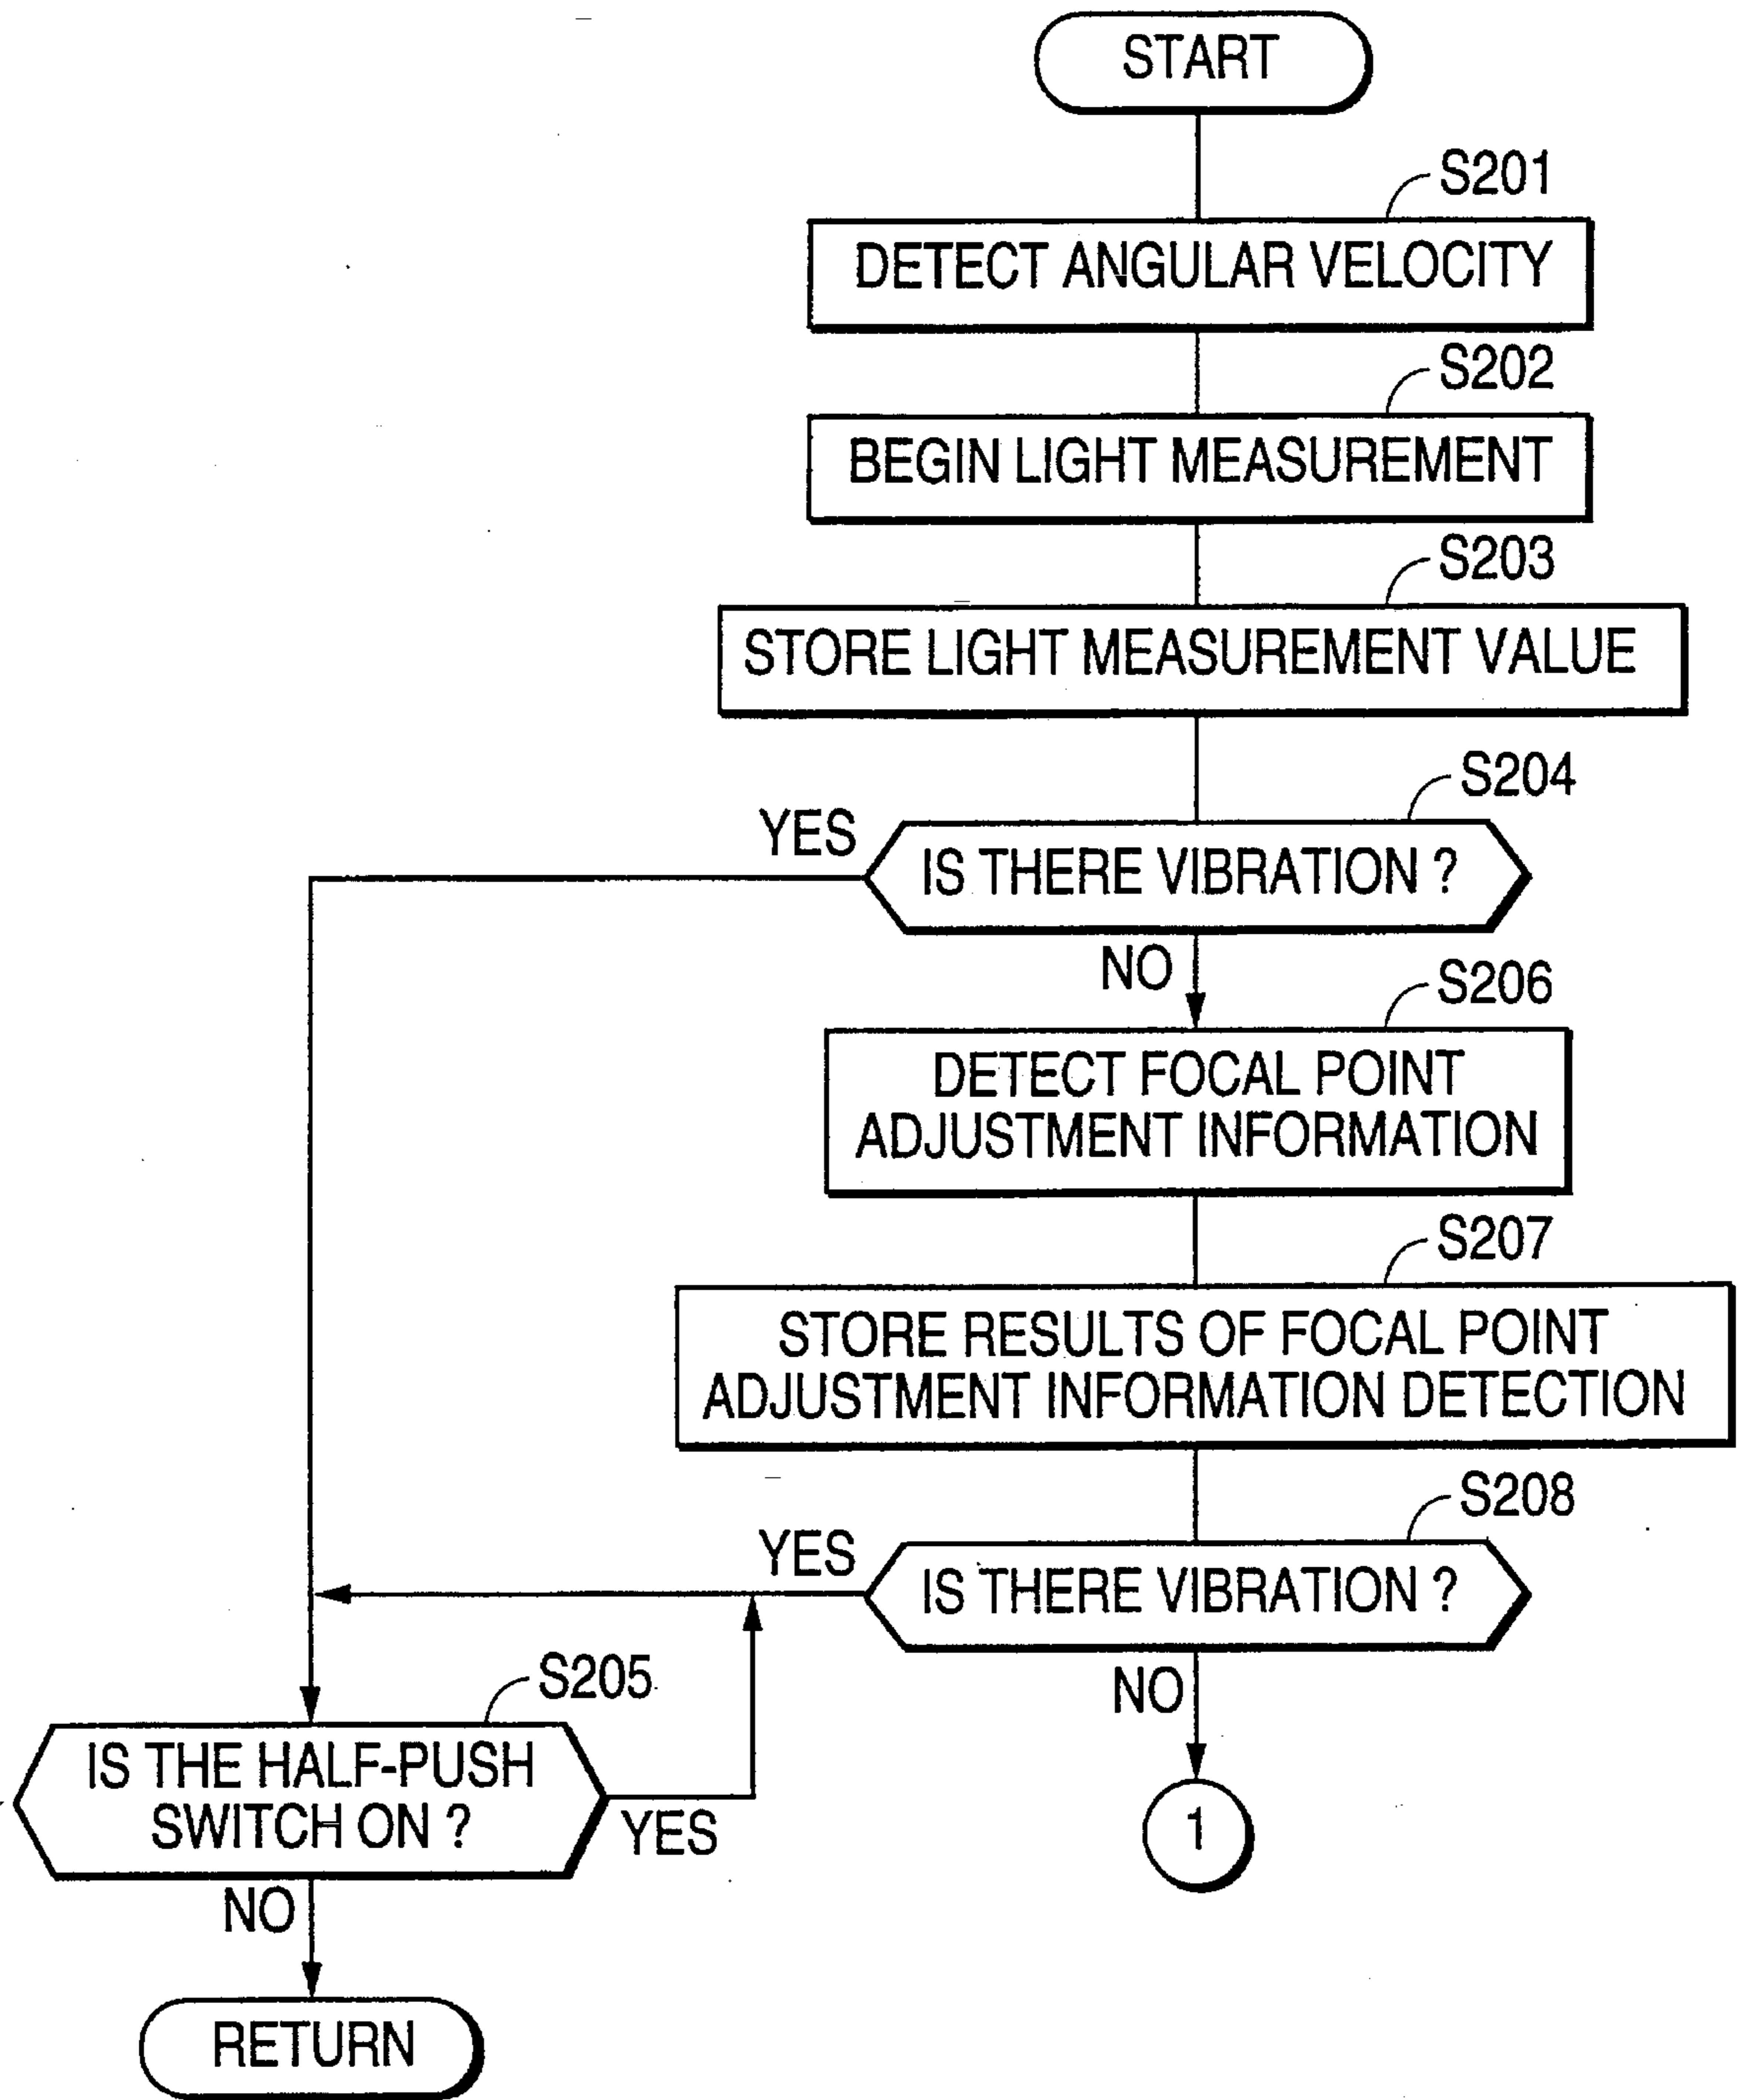 START
S201
DETECT ANGULAR VELOCITY
S202
BEGIN LIGHT MEASUREMENT
S203
STORE LIGHT MEASUREMENT VALUE
S204
YES
IS THERE VIBRATION ?
NO
S206
DETECT FOCAL POINT
ADJUSTMENT INFORMATION
S207
STORE RESULTS OF FOCAL POINT
ADJUSTMENT INFORMATION DETECTION
S208
YES
IS THERE VIBRATION ?
NO
S205
IS THE HALF-PUSH
SWITCH ON ?
YES
1
NO
RETURN